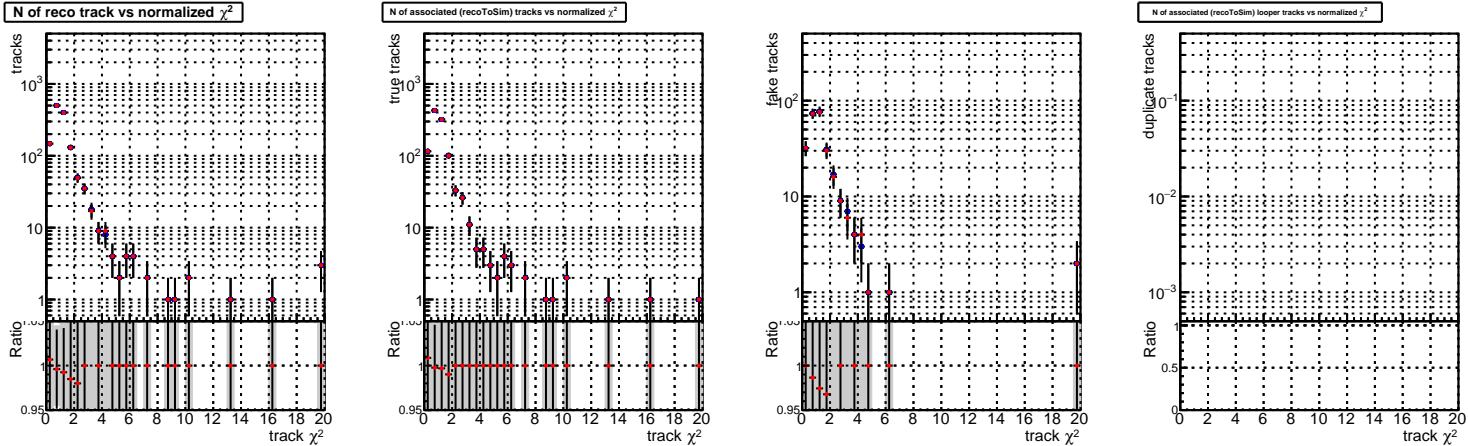 N of reco track vs normalized χ²
tracks
10³
10²
10
1
Ratio
1.05
1
0.95
0 2 4 6 8 10 12 14 16 18 20
track χ²
N of associated (recoToSim) tracks vs normalized χ²
true tracks
10³
10²
10
1
Ratio
1.05
1
0.95
0 2 4 6 8 10 12 14 16 18 20
track χ²
fake tracks
10²
10
1
Ratio
1.05
1
0.95
0 2 4 6 8 10 12 14 16 18 20
track χ²
N of associated (recoToSim) looper tracks vs normalized χ²
duplicate tracks
10⁻¹
10⁻²
10⁻³
Ratio
1
0.5
0
0 2 4 6 8 10 12 14 16 18 20
track χ²